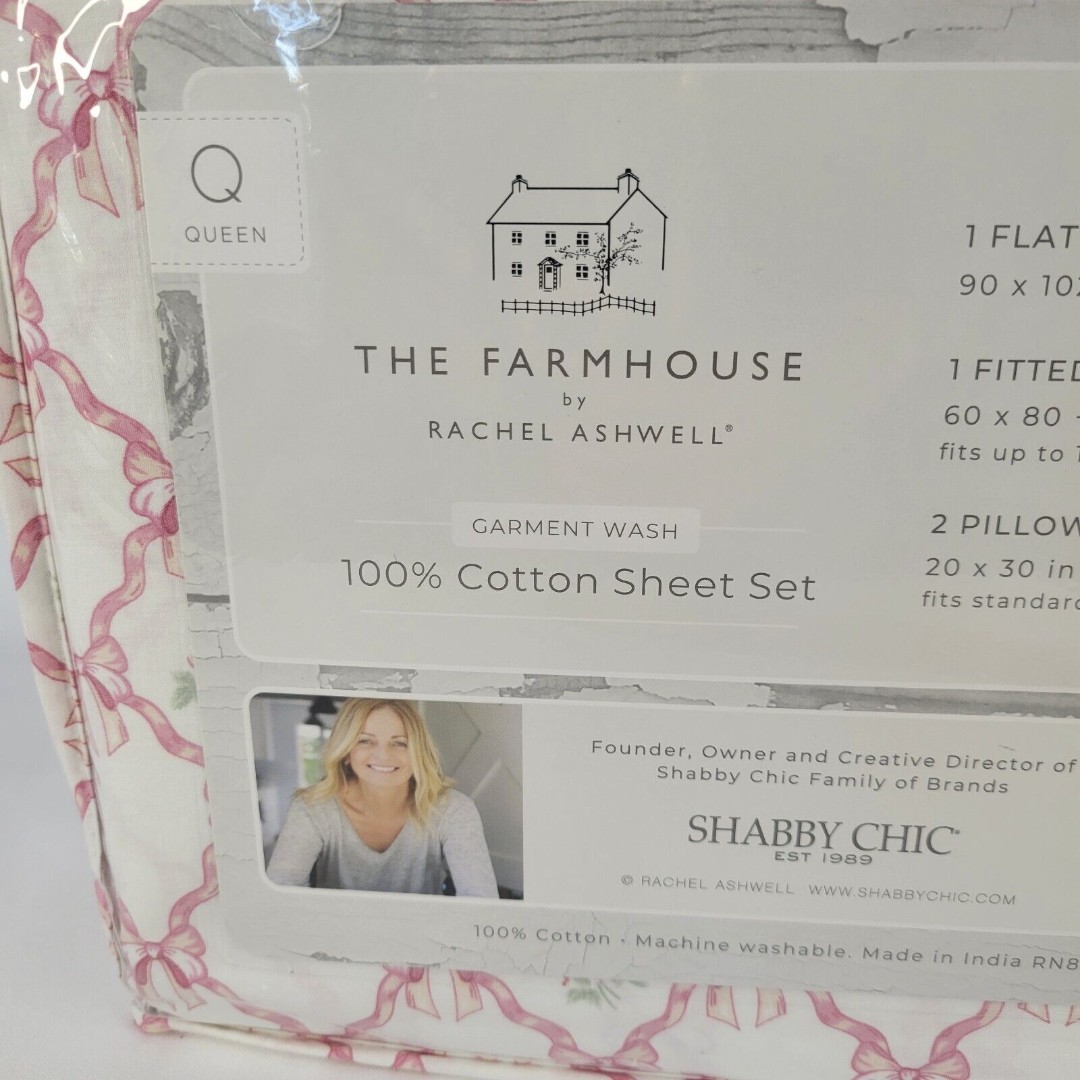 Q
QUEEN
THE FARMHOUSE
by
RACHEL ASHWELL®
GARMENT WASH
100% Cotton Sheet Set
1 FLAT
90 x
1 FITTED
60 x 80
fits up to
2
20 x 30 in
fits
Founder, Owner and Creative Director of
Shabby Chic Family of Brands
SHABBY CHIC®
EST 1989
© RACHEL ASHWELL WWW.SHABBYCHIC.COM
100% Cotton • Machine washable. Made in India